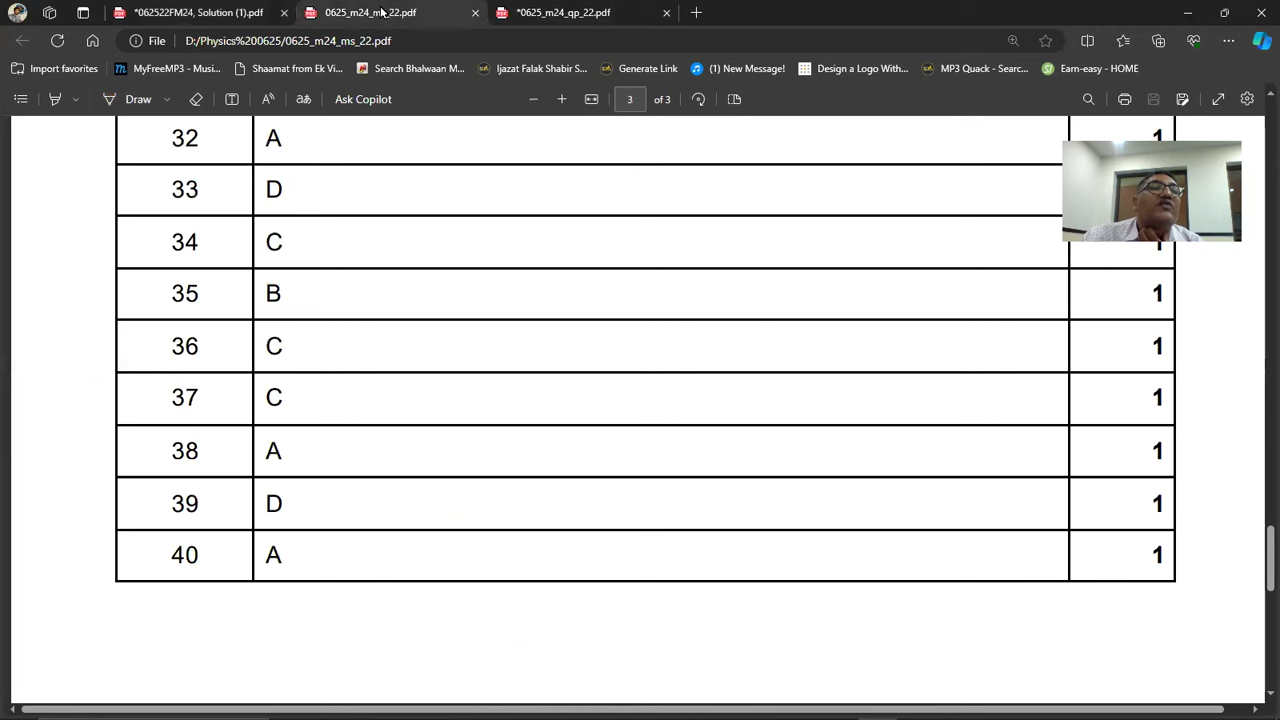 *062522FM24, Solution (1).pdf
0625_m24_ms_22.pdf
*0625_m24_qp_22.pdf
File
D:/Physics%200625/0625_m24_ms_22.pdf
Import favorites
MyFreeMP3 - Musi...
Shaamat from Ek Vi...
Search Bhalwaan M...
Ijazat Falak Shabir S...
Generate Link
(1) New Message!
Design a Logo With...
MP3 Quack - Searc...
Earn-easy - HOME
Draw
Ask Copilot
3 of 3
32 A 1
33 D
34 C 1
35 B 1
36 C 1
37 C 1
38 A 1
39 D 1
40 A 1